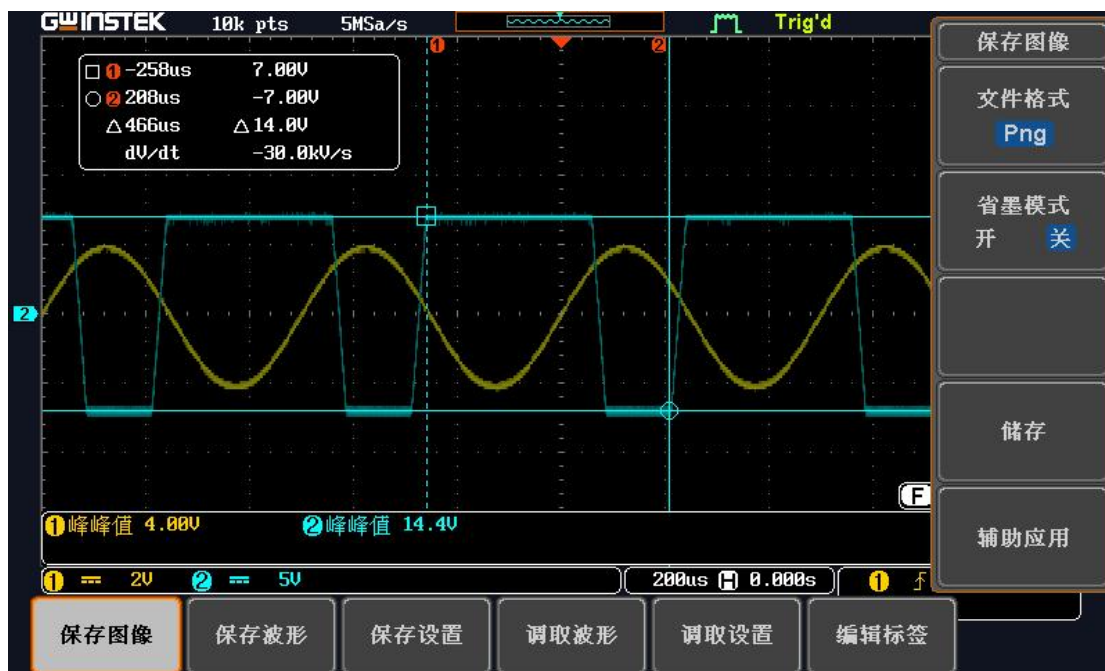 GWINSTEK 10k pts 5MSa/s Trig'd
1 2
□ 1 -258us 7.00V
○ 2 208us -7.00V
△466us △14.0V
dV/dt -30.0kV/s
2
F
1 峰峰值 4.00V 2 峰峰值 14.4V
1 2V 2 5V 200us H 0.000s 1
保存图像
文件格式
Png
省墨模式
开 关
储存
辅助应用
保存图像 保存波形 保存设置 调取波形 调取设置 编辑标签